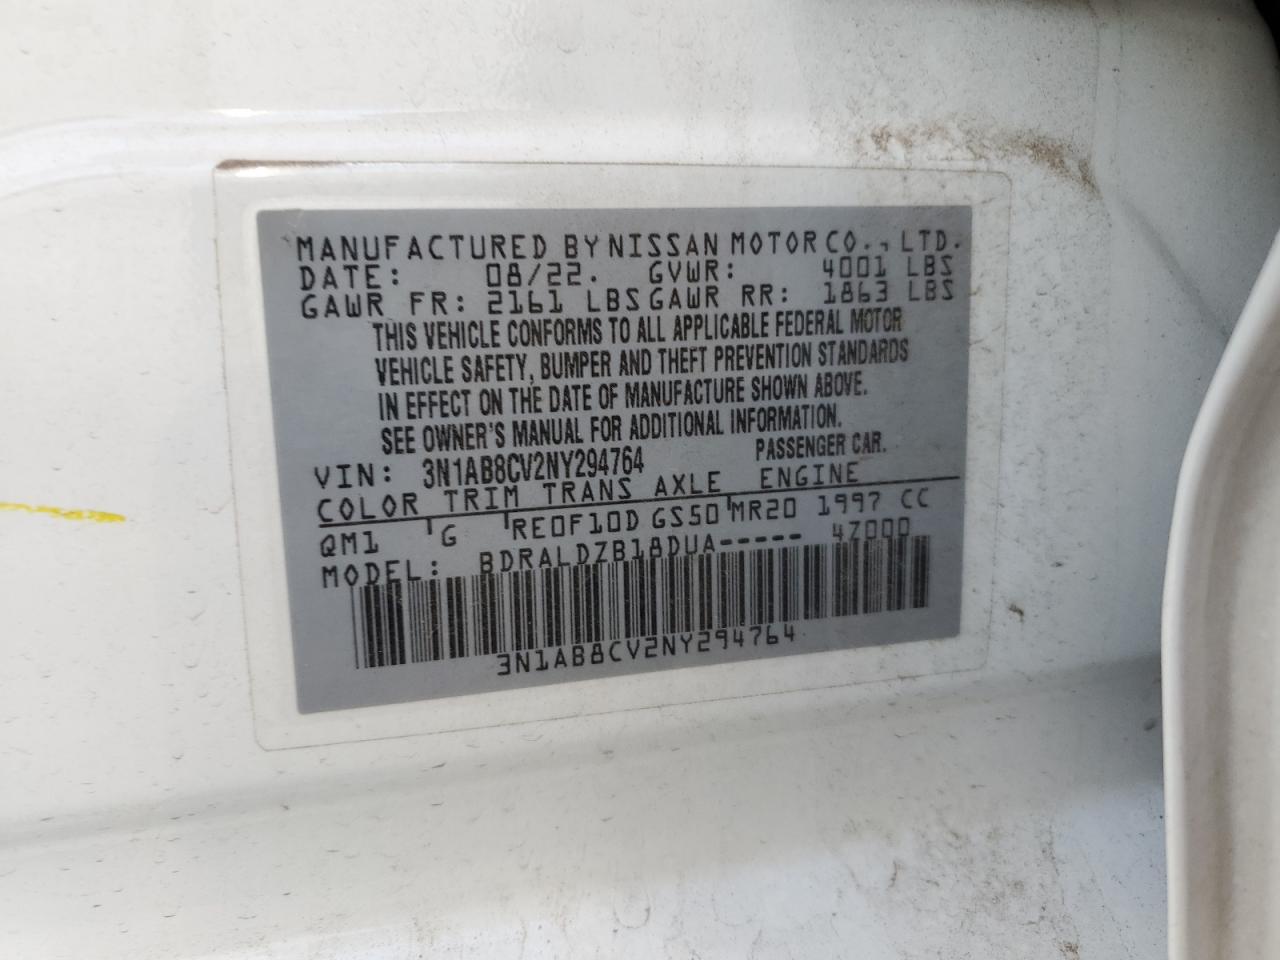 MANUFACTURED BY NISSAN MOTOR CO., LTD.
DATE: 08/22. GVWR: 4001 LBS
GAWR FR: 2161 LBS GAWR RR: 1863 LBS
THIS VEHICLE CONFORMS TO ALL APPLICABLE FEDERAL MOTOR
VEHICLE SAFETY, BUMPER AND THEFT PREVENTION STANDARDS
IN EFFECT ON THE DATE OF MANUFACTURE SHOWN ABOVE.
SEE OWNER'S MANUAL FOR ADDITIONAL INFORMATION.
VIN: 3N1AB8CV2NY294764 PASSENGER CAR.
COLOR TRIM TRANS AXLE ENGINE
QM1 G RE0F10D GS50 MR20 1997 CC
MODEL: BDRALDZB18DUA----- 4Z000
3N1AB8CV2NY294764